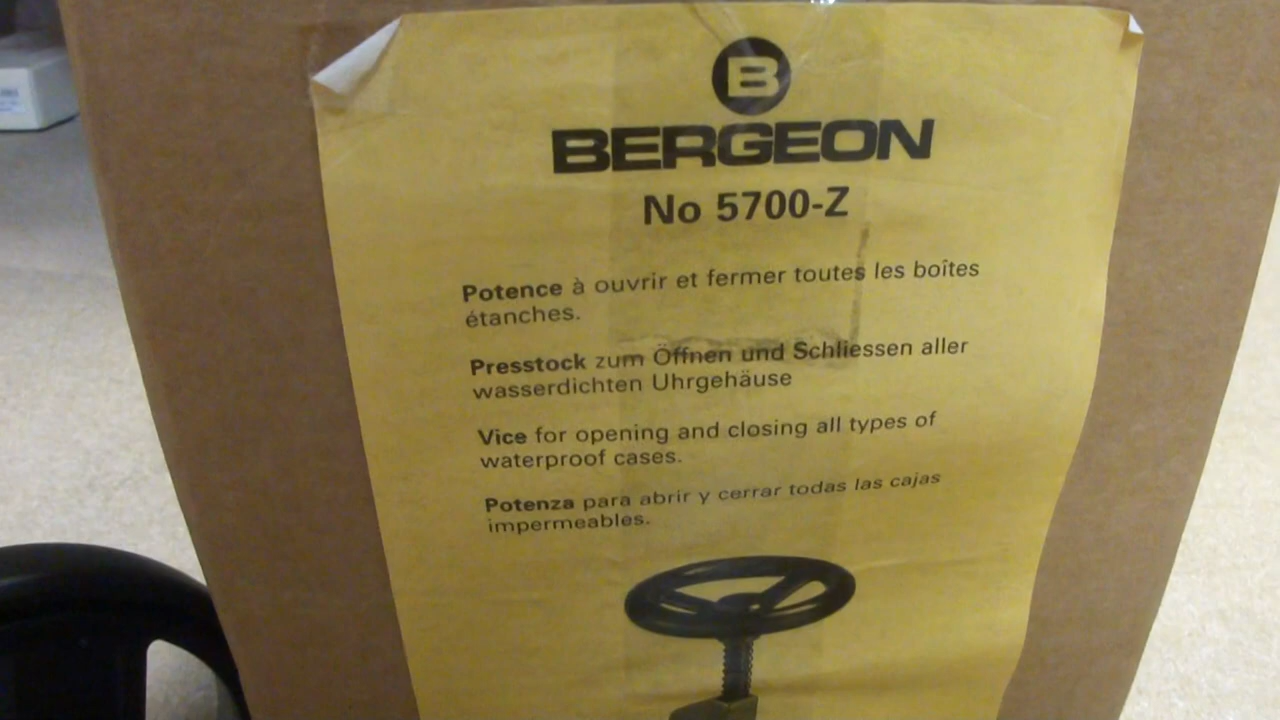 B
BERGEON
No 5700-Z
Potence à ouvrir et fermer toutes les boîtes
étanches.
Presstock zum Öffnen und Schliessen aller
wasserdichten Uhrgehäuse
Vice for opening and closing all types of
waterproof cases.
Potenza para abrir y cerrar todas las cajas
impermeables.